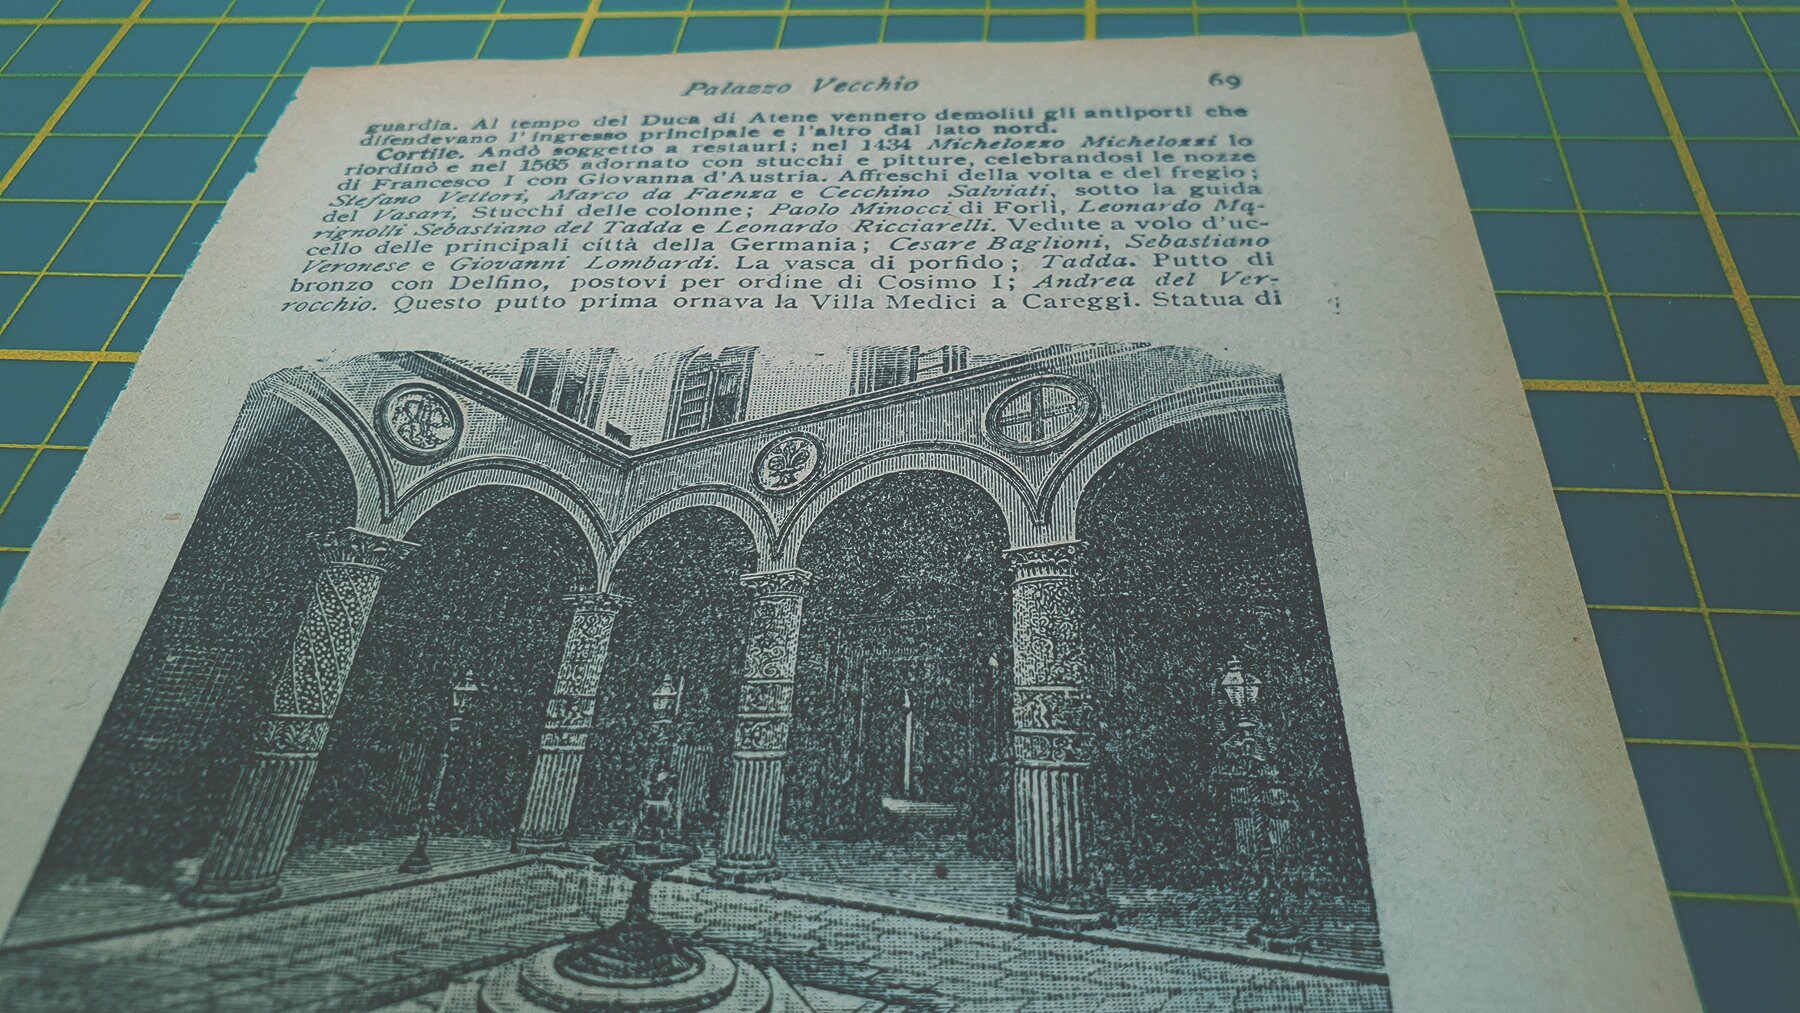 Palazzo Vecchio 69
guardia. Al tempo del Duca di Atene vennero demoliti gli antiporti che
difendevano l'ingresso principale e l'altro dal lato nord.
Cortile. Andò soggetto a restauri; nel 1434 Michelozzo Michelozzi lo
riordinò e nel 1565 adornato con stucchi e pitture, celebrandosi le nozze
di Francesco I con Giovanna d'Austria. Affreschi della volta e del fregio;
Stefano Vettori, Marco da Faenza e Cecchino Salviati, sotto la guida
del Vasari, Stucchi delle colonne; Paolo Minocci di Forlì, Leonardo Ma-
rignolli Sebastiano del Tadda e Leonardo Ricciarelli. Vedute a volo d'uc-
cello delle principali città della Germania; Cesare Baglioni, Sebastiano
Veronese e Giovanni Lombardi. La vasca di porfido; Tadda. Putto di
bronzo con Delfino, postovi per ordine di Cosimo I; Andrea del Ver-
rocchio. Questo putto prima ornava la Villa Medici a Careggi. Statua di